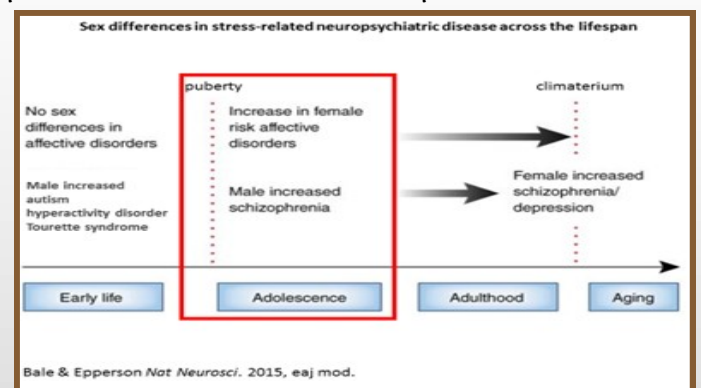 Sex differences in stress-related neuropsychiatric disease across the lifespan
puberty
climaterium
No sex
differences in
affective disorders
Increase in female
risk affective
disorders
Male increased
autism
hyperactivity disorder
Tourette syndrome
Male increased
schizophrenia
Female increased
schizophrenia/
depression
Early life
Adolescence
Adulthood
Aging
Bale & Epperson Nat Neurosci. 2015, eaj mod.